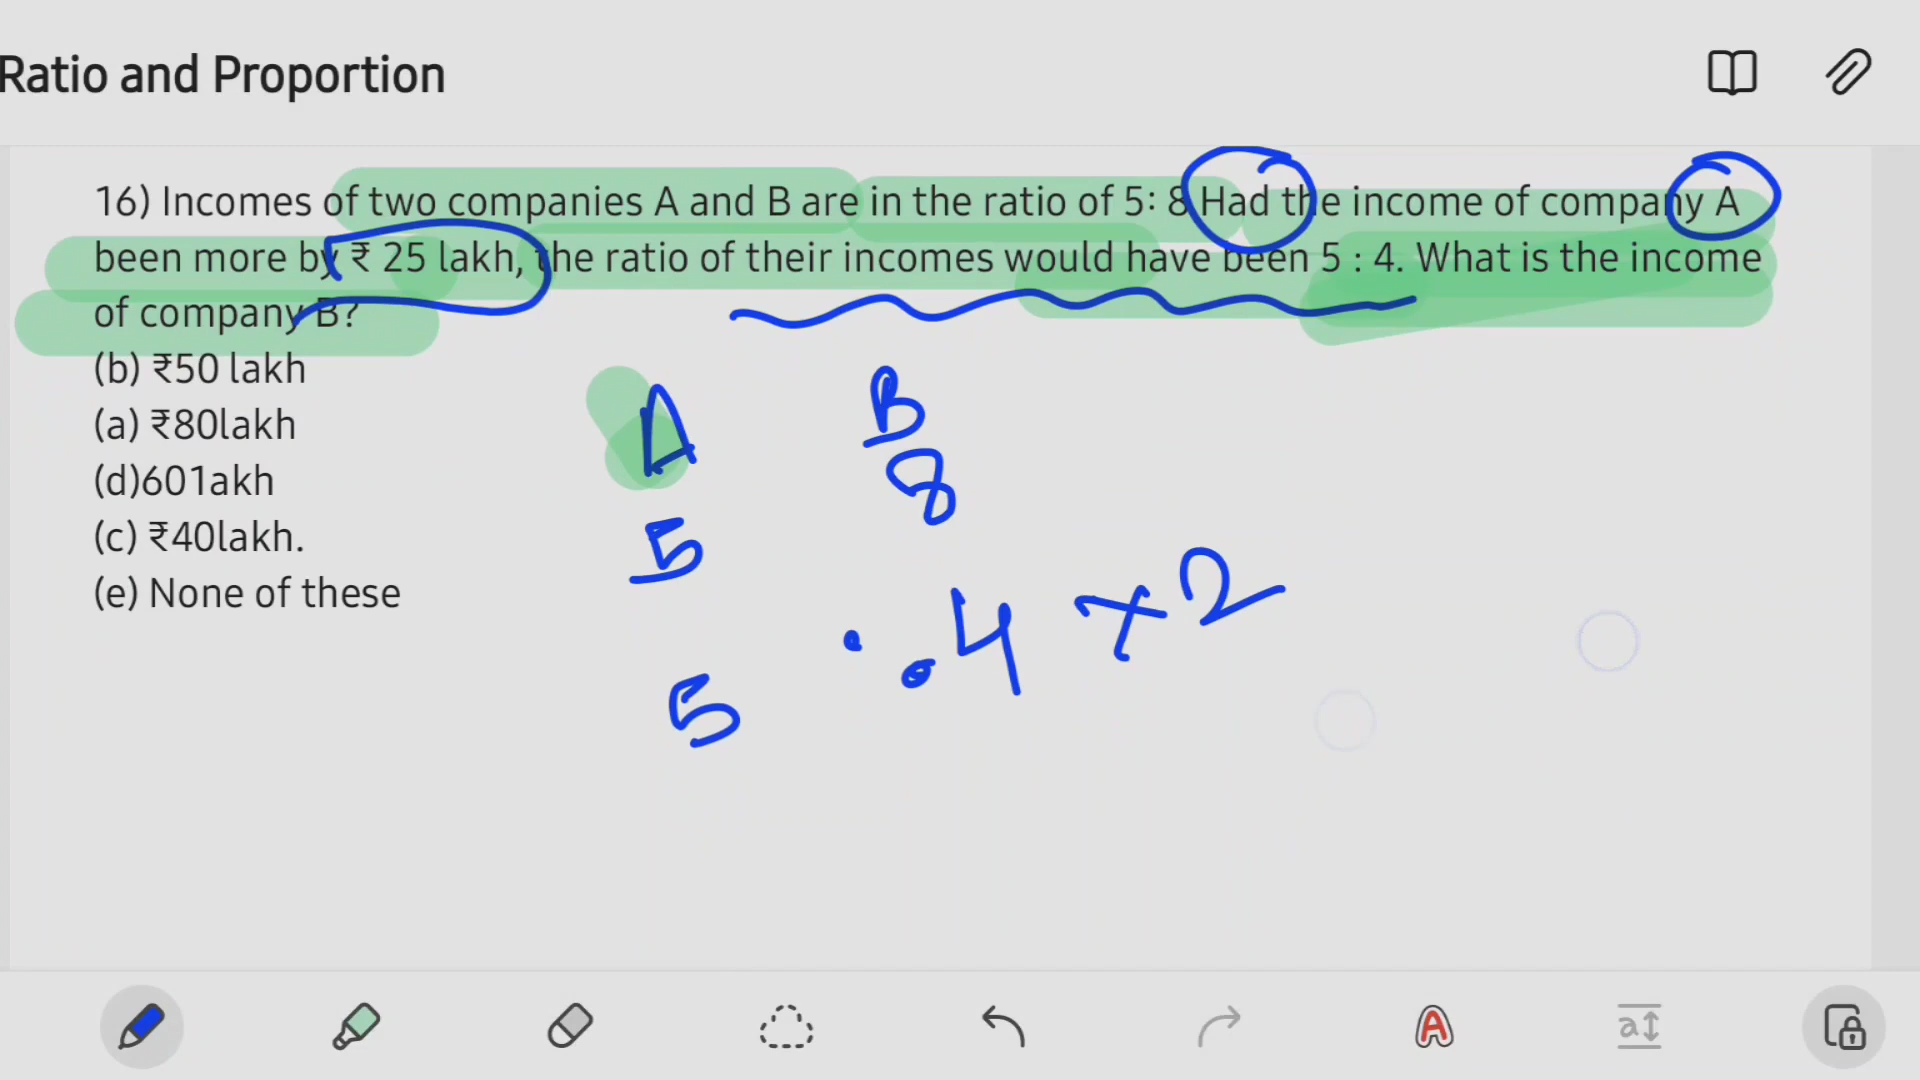 Ratio and Proportion
16) Incomes of two companies A and B are in the ratio of 5: 8 Had the income of company A
been more by ₹ 25 lakh, the ratio of their incomes would have been 5 : 4. What is the income
of company B?
(b) ₹50 lakh
(a) ₹80lakh
(d)601akh
(c) ₹40lakh.
(e) None of these
A B
5 8
5 : 4 × 2
A
a